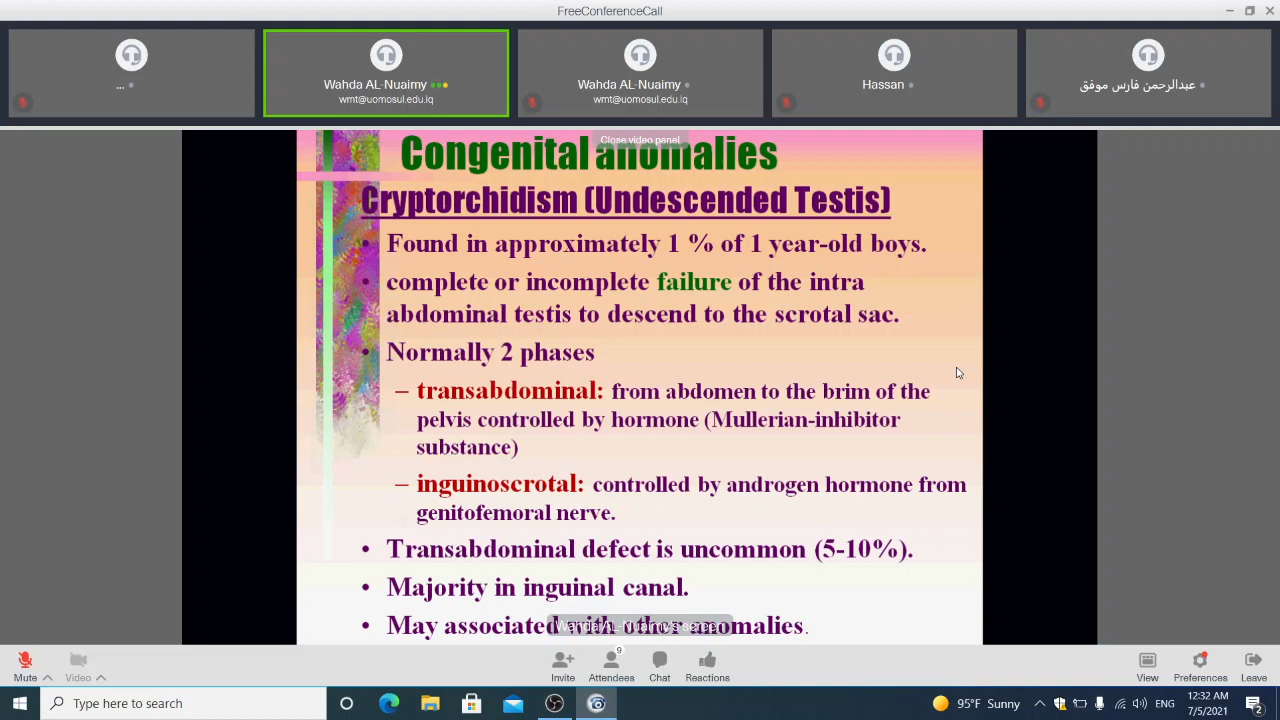 FreeConferenceCall
...
Wahda AL-Nuaimy
wmt@uomosul.edu.iq
Wahda AL-Nuaimy
wmt@uomosul.edu.iq
Hassan
عبدالرحمن فارس موفق
Close video panel
Congenital anomalies
Cryptorchidism (Undescended Testis)
• Found in approximately 1 % of 1 year-old boys.
• complete or incomplete failure of the intra
abdominal testis to descend to the scrotal sac.
• Normally 2 phases
– transabdominal: from abdomen to the brim of the
pelvis controlled by hormone (Mullerian-inhibitor
substance)
– inguinoscrotal: controlled by androgen hormone from
genitofemoral nerve.
• Transabdominal defect is uncommon (5-10%).
• Majority in inguinal canal.
• May associated with other anomalies.
Wahda AL-Nuaimy's screen
Mute
Video
Invite
9
Attendees
Chat
Reactions
View
Preferences
Leave
Type here to search
95°F Sunny
ENG
12:32 AM
7/5/2021
2